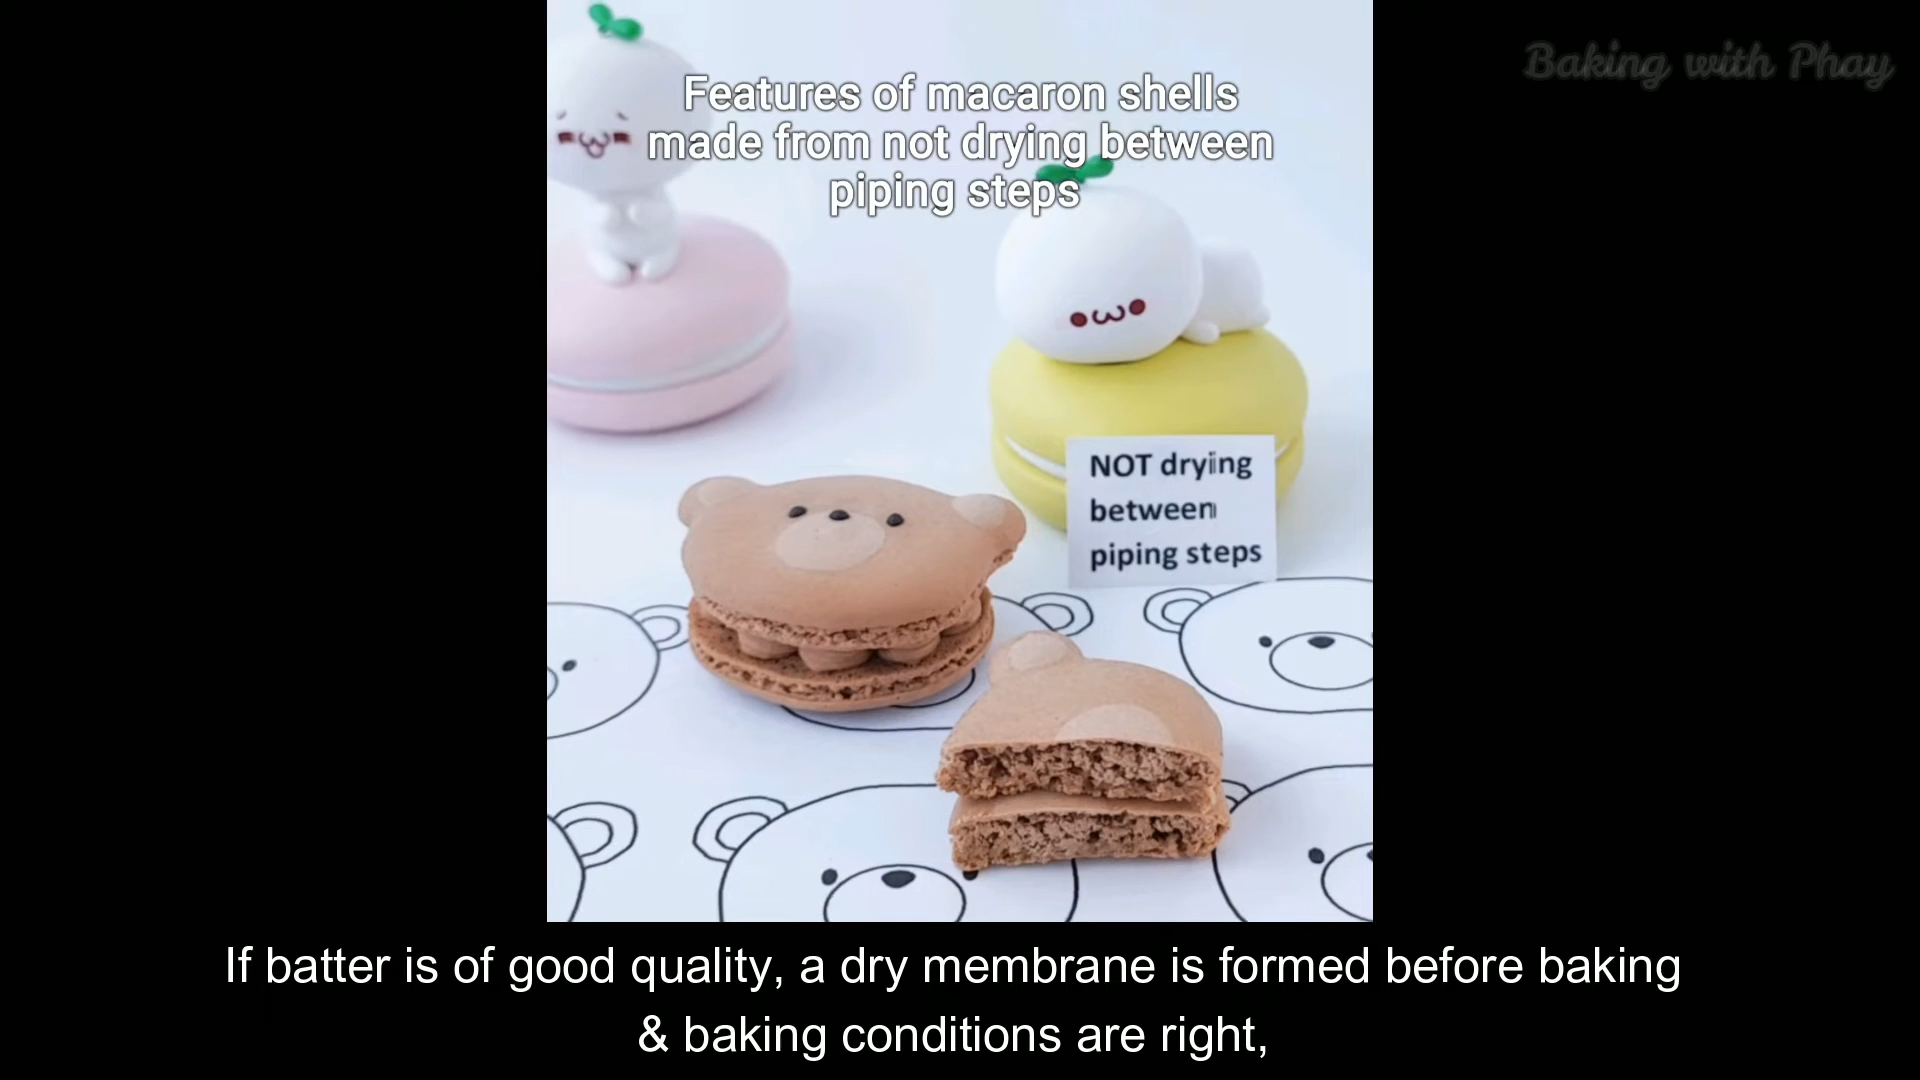 Baking with Phay
Features of macaron shells
made from not drying between
piping steps
NOT drying
between
piping steps
If batter is of good quality, a dry membrane is formed before baking
& baking conditions are right,